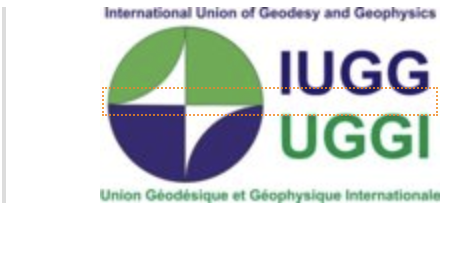 International Union of Geodesy and Geophysics
IUGG
UGGI
Union Géodésique et Géophysique Internationale